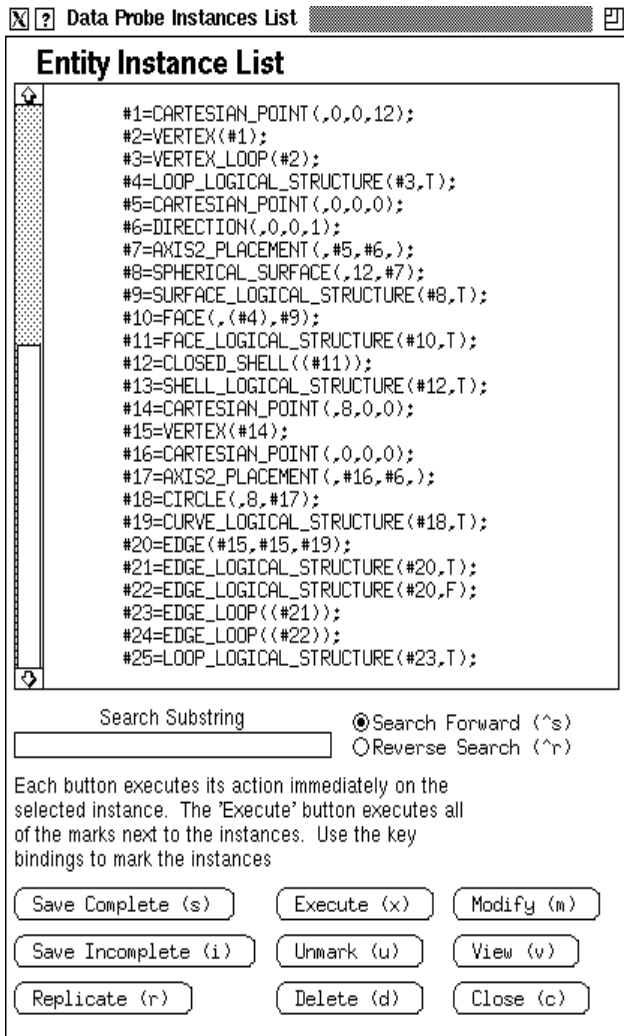 X ? Data Probe Instances List
Entity Instance List
#1=CARTESIAN_POINT(,0,0,12);
#2=VERTEX(#1);
#3=VERTEX_LOOP(#2);
#4=LOOP_LOGICAL_STRUCTURE(#3,T);
#5=CARTESIAN_POINT(,0,0,0);
#6=DIRECTION(,0,0,1);
#7=AXIS2_PLACEMENT(,#5,#6,);
#8=SPHERICAL_SURFACE(,12,#7);
#9=SURFACE_LOGICAL_STRUCTURE(#8,T);
#10=FACE(,(#4),#9);
#11=FACE_LOGICAL_STRUCTURE(#10,T);
#12=CLOSED_SHELL((#11));
#13=SHELL_LOGICAL_STRUCTURE(#12,T);
#14=CARTESIAN_POINT(,8,0,0);
#15=VERTEX(#14);
#16=CARTESIAN_POINT(,0,0,0);
#17=AXIS2_PLACEMENT(,#16,#6,);
#18=CIRCLE(,8,#17);
#19=CURVE_LOGICAL_STRUCTURE(#18,T);
#20=EDGE(#15,#15,#19);
#21=EDGE_LOGICAL_STRUCTURE(#20,T);
#22=EDGE_LOGICAL_STRUCTURE(#20,F);
#23=EDGE_LOOP((#21));
#24=EDGE_LOOP((#22));
#25=LOOP_LOGICAL_STRUCTURE(#23,T);
Search Substring
Search Forward (^s)
Reverse Search (^r)
Each button executes its action immediately on the
selected instance. The 'Execute' button executes all
of the marks next to the instances. Use the key
bindings to mark the instances
Save Complete (s) Execute (x) Modify (m)
Save Incomplete (i) Unmark (u) View (v)
Replicate (r) Delete (d) Close (c)